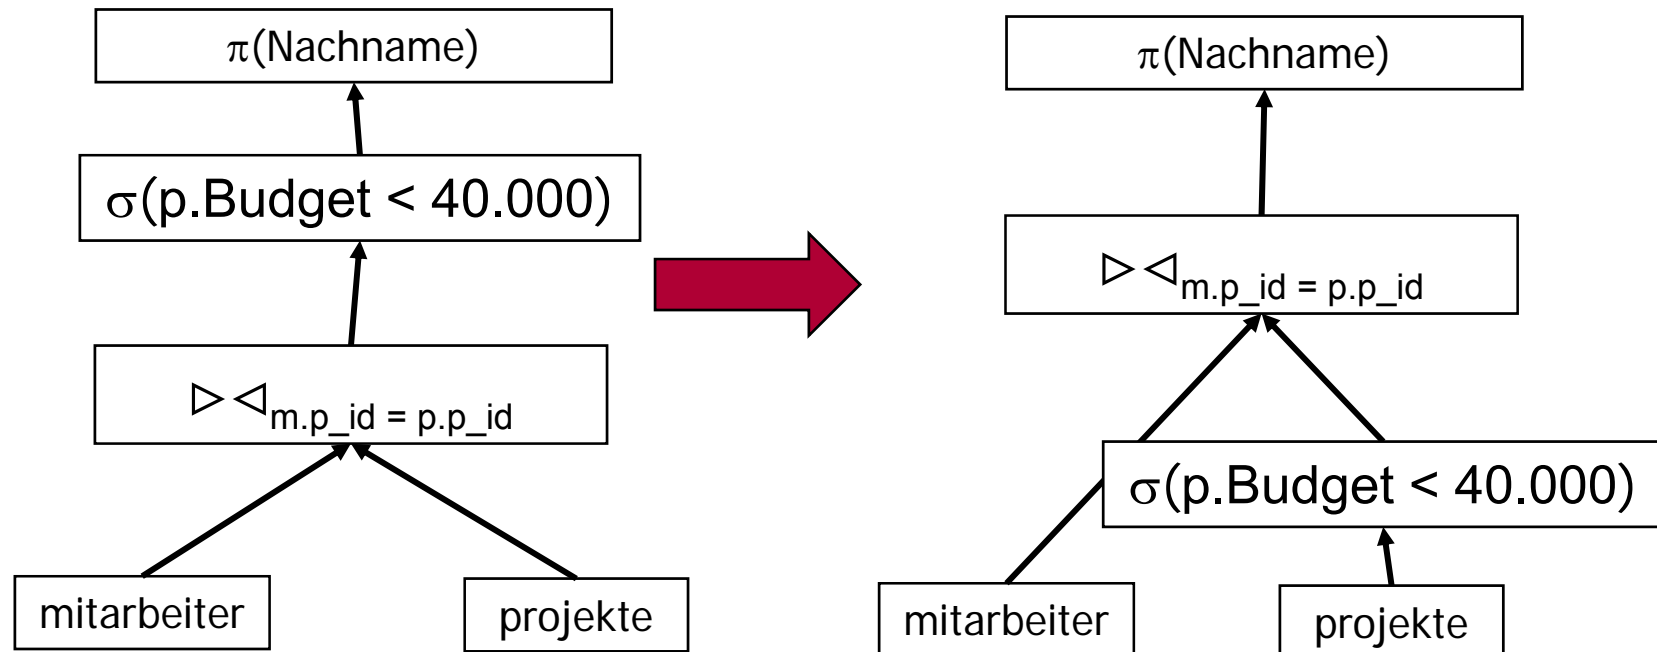 π(Nachname)
σ(p.Budget < 40.000)
▷◁m.p_id = p.p_id
mitarbeiter
projekte
π(Nachname)
▷◁m.p_id = p.p_id
σ(p.Budget < 40.000)
mitarbeiter
projekte